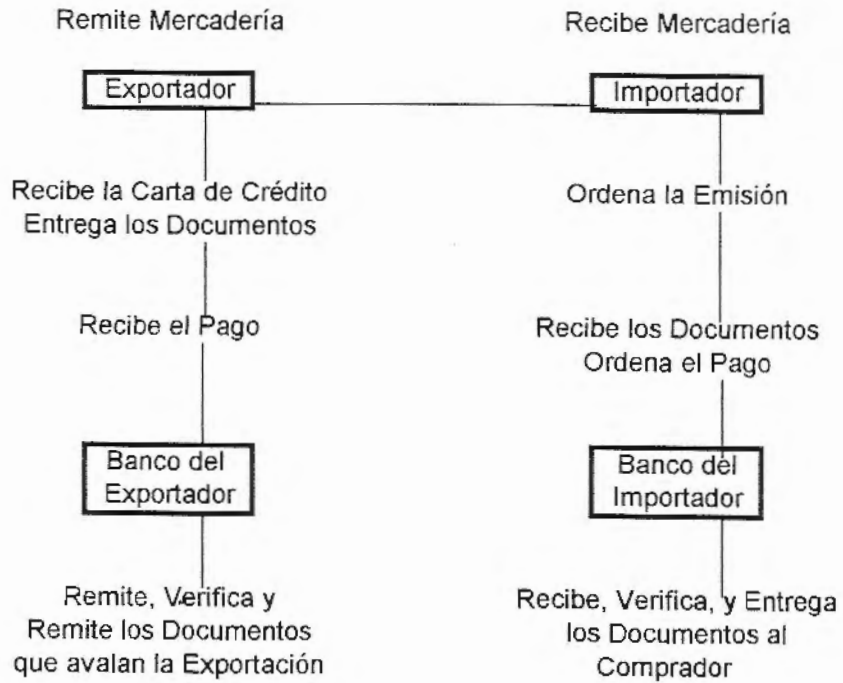 Remite Mercadería
Recibe Mercadería
Exportador
Importador
Recibe la Carta de Crédito
Entrega los Documentos
Ordena la Emisión
Recibe el Pago
Recibe los Documentos
Ordena el Pago
Banco del
Exportador
Banco del
Importador
Remite, Verifica y
Remite los Documentos
que avalan la Exportación
Recibe, Verifica, y Entrega
los Documentos al
Comprador